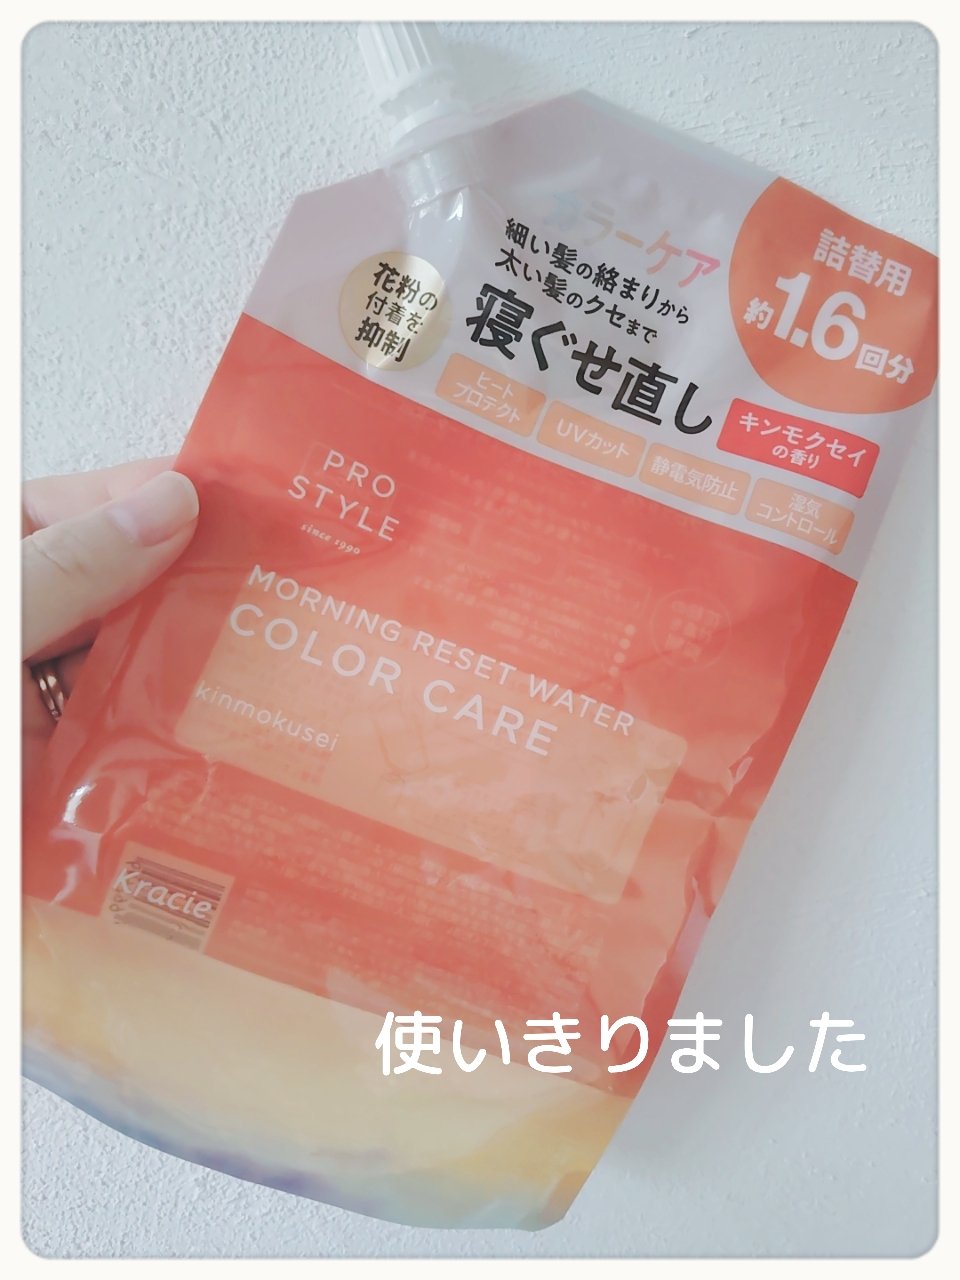 カラーケア
細い髪の絡まりから
太い髪のクセまで
寝ぐせ直し
花粉の
付着を
抑制
詰替用
約1.6回分
キンモクセイ
の香り
ヒート
プロテクト
UVカット
静電気防止
湿気
コントロール
PRO
STYLE
since 1990
MORNING RESET WATER
COLOR CARE
kinmokusei
Kracie
使いきりました